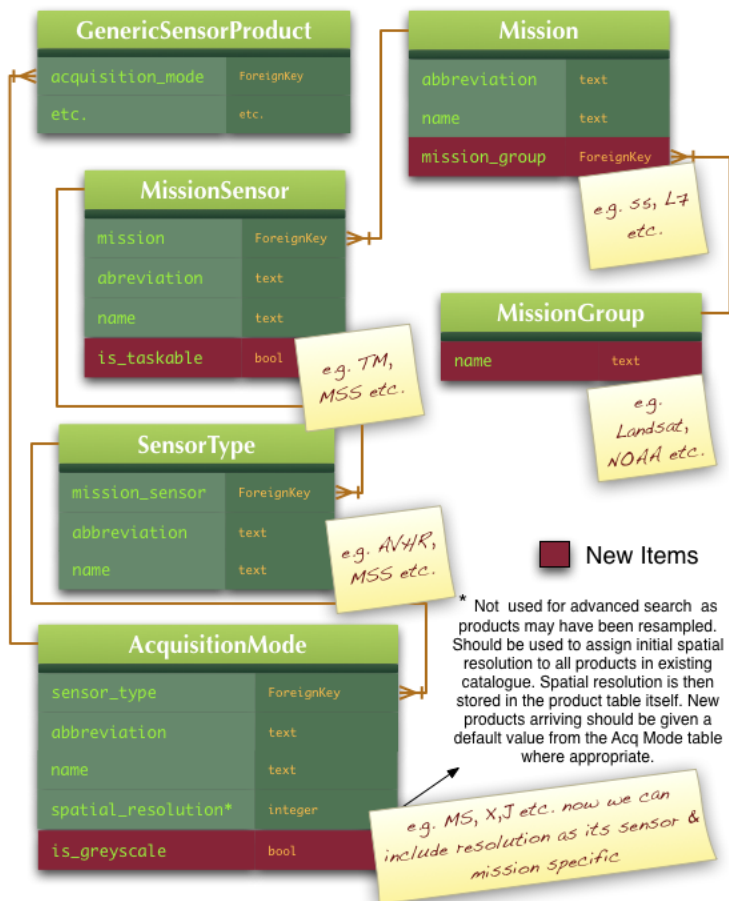 GenericSensorProduct
acquisition_mode ForeignKey
etc. etc.
Mission
abbreviation text
name text
mission_group ForeignKey
e.g. s5, L7
etc.
MissionSensor
mission ForeignKey
abreviation text
name text
is_taskable bool
e.g. TM,
MSS etc.
MissionGroup
name text
e.g.
Landsat,
NOAA etc.
SensorType
mission_sensor ForeignKey
abbreviation text
name text
e.g. AVHR,
MSS etc.
New Items
* Not used for advanced search as
products may have been resampled.
Should be used to assign initial spatial
resolution to all products in existing
catalogue. Spatial resolution is then
stored in the product table itself. New
products arriving should be given a
default value from the Acq Mode table
where appropriate.
AcquisitionMode
sensor_type ForeignKey
abbreviation text
name text
spatial_resolution* integer
is_greyscale bool
e.g. MS, X,J etc. now we can
include resolution as its sensor &
mission specific